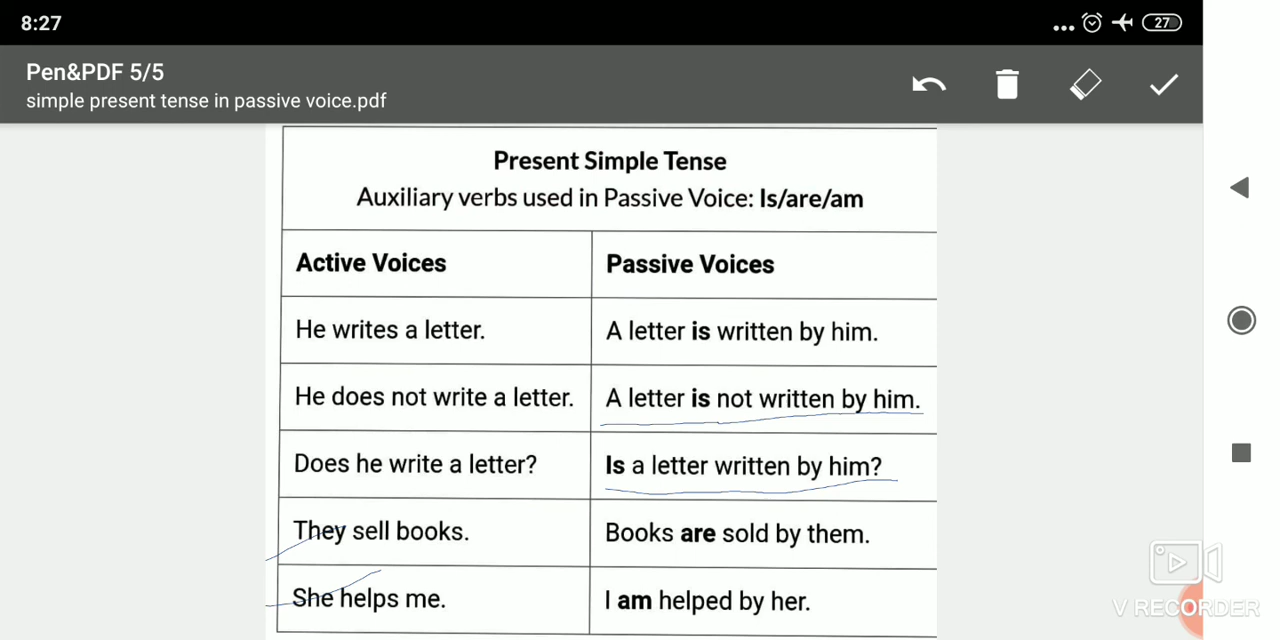 8:27
... 27
Pen&PDF 5/5
simple present tense in passive voice.pdf
Present Simple Tense
Auxiliary verbs used in Passive Voice: Is/are/am
Active Voices Passive Voices
He writes a letter. A letter is written by him.
He does not write a letter. A letter is not written by him.
Does he write a letter? Is a letter written by him?
They sell books. Books are sold by them.
She helps me. I am helped by her.
V RECORDER